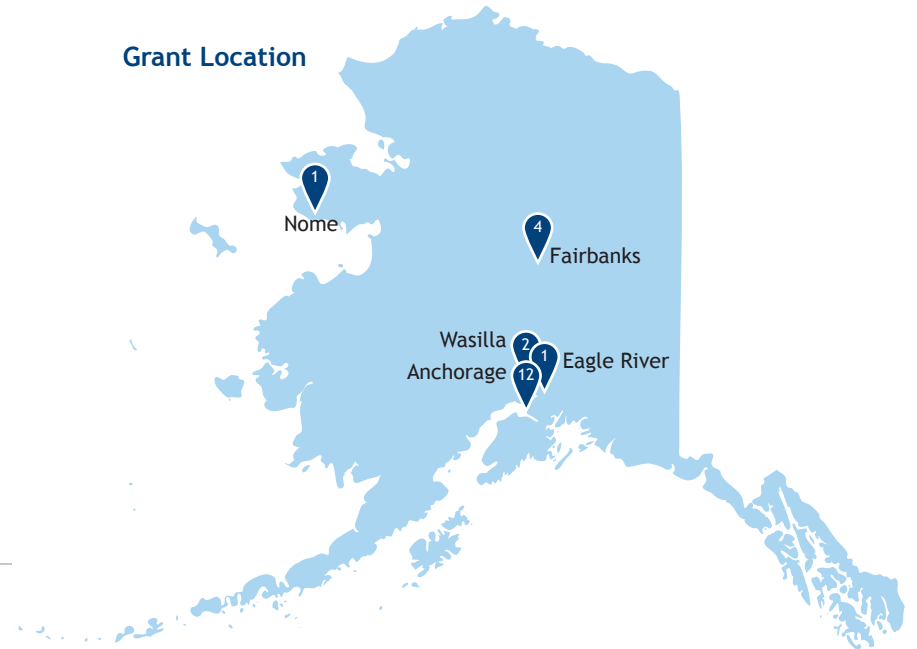 Grant Location
1
Nome
4
Fairbanks
Wasilla
2
1
Eagle River
Anchorage
12